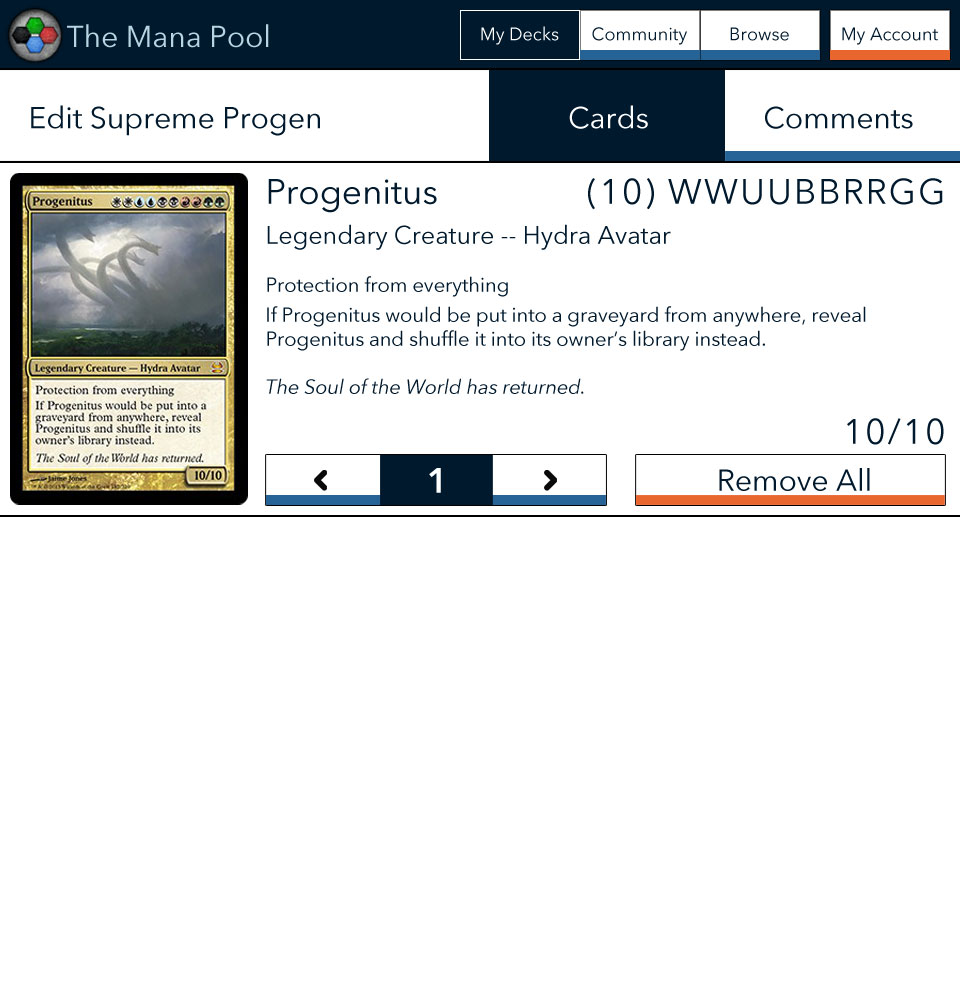 The Mana Pool
My Decks
Community
Browse
My Account
Edit Supreme Progen
Cards
Comments
Progenitus
Legendary Creature — Hydra Avatar
Protection from everything
If Progenitus would be put into a
graveyard from anywhere, reveal
Progenitus and shuffle it into its
owner's library instead.
The Soul of the World has returned.
Jaime Jones
10/10
Progenitus
(10) WWUUBBRRGG
Legendary Creature -- Hydra Avatar
Protection from everything
If Progenitus would be put into a graveyard from anywhere, reveal
Progenitus and shuffle it into its owner’s library instead.
The Soul of the World has returned.
10/10
1
Remove All